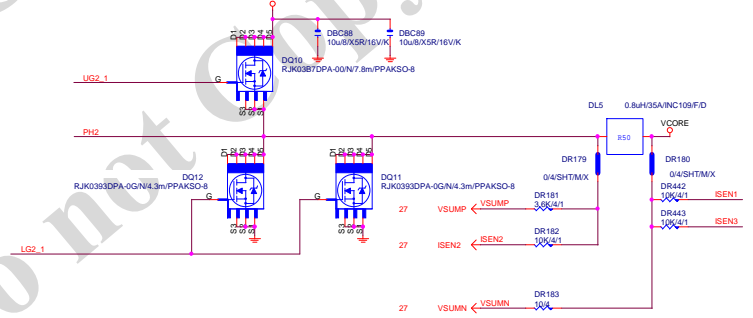 DBC88
10u/8/X5R/16V/K
DBC89
10u/8/X5R/16V/K
D1
D2
D3
D4
D5
DQ10
RJK03B7DPA-00/N/7.8m/PPAKSO-8
UG2_1
G
S3
S2
S1
DL5
0.8uH/35A/INC109/F/D
R50
VCORE
PH2
D1
D2
D3
D4
D5
D1
D2
D3
D4
D5
DQ12
RJK0393DPA-0G/N/4.3m/PPAKSO-8
DQ11
RJK0393DPA-0G/N/4.3m/PPAKSO-8
G
G
S3
S2
S1
S3
S2
S1
LG2_1
DR179
0/4/SHT/M/X
DR180
0/4/SHT/M/X
DR181
3.6K/4/1
27 VSUMP VSUMP
DR442
10K/4/1
ISEN1
DR182
10K/4/1
27 ISEN2 ISEN2
DR443
10K/4/1
ISEN3
DR183
10/4
27 VSUMN VSUMN
o not Cop